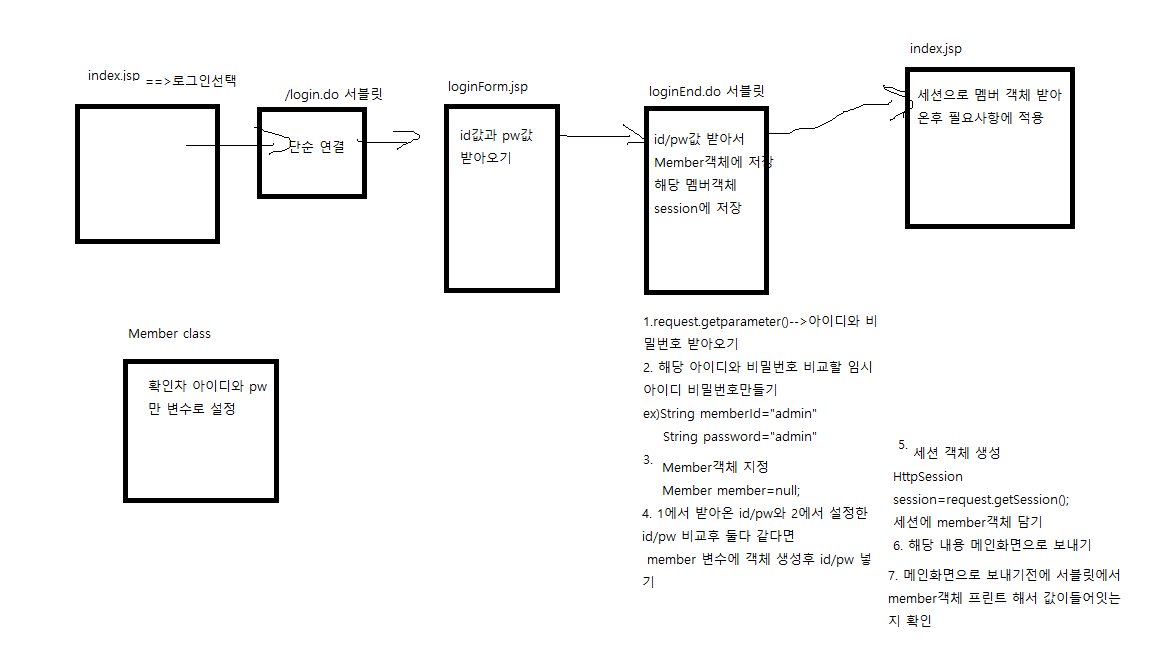 index.jsp ==>로그인선택
/login.do 서블릿
단순 연결
loginForm.jsp
id값과 pw값
받아오기
loginEnd.do 서블릿
id/pw값 받아서
Member객체에 저장
해당 멤버객체
session에 저장
index.jsp
세션으로 멤버 객체 받아
온후 필요사항에 적용
Member class
확인차 아이디와 pw
만 변수로 설정
1.request.getparameter()-->아이디와 비
밀번호 받아오기
2. 해당 아이디와 비밀번호 비교할 임시
아이디 비밀번호만들기
ex)String memberId="admin"
String password="admin"
3. Member객체 지정
Member member=null;
4. 1에서 받아온 id/pw와 2에서 설정한
id/pw 비교후 둘다 같다면
member 변수에 객체 생성후 id/pw 넣
기
5. 세션 객체 생성
HttpSession
session=request.getSession();
세션에 member객체 담기
6. 해당 내용 메인화면으로 보내기
7. 메인화면으로 보내기전에 서블릿에서
member객체 프린트 해서 값이들어잇는
지 확인